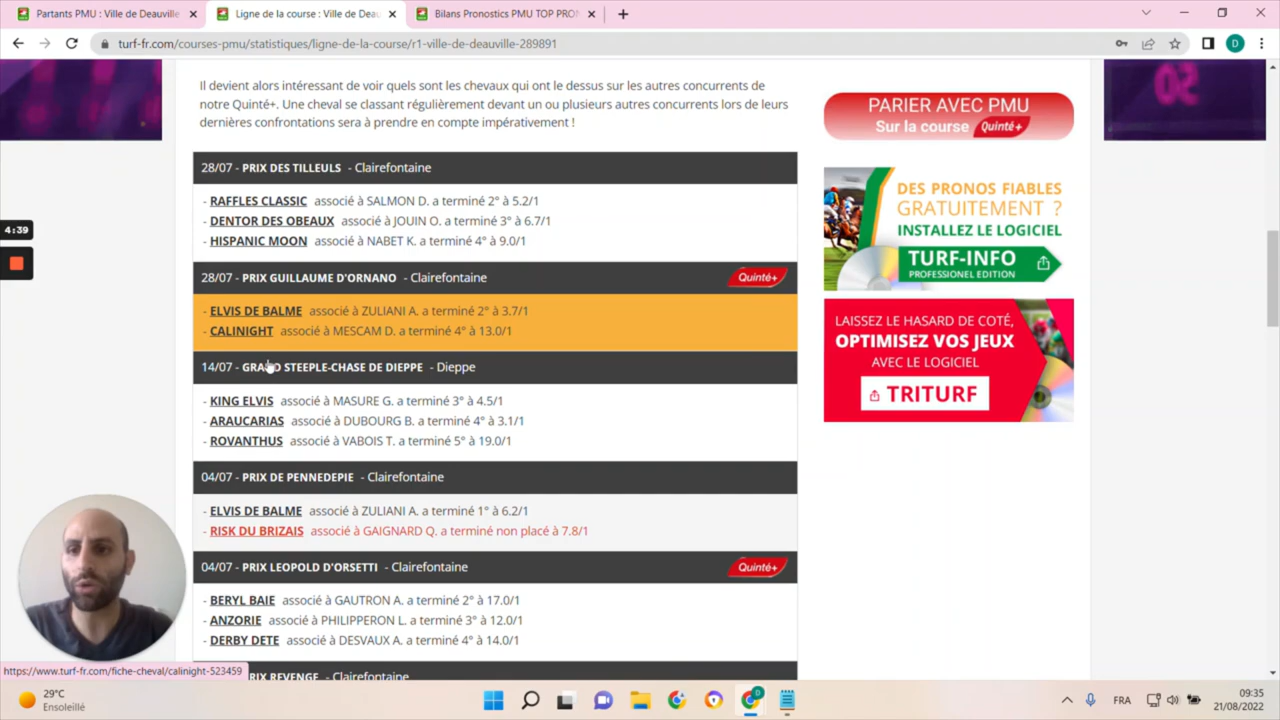 Partants PMU : Ville de Deauville
Ligne de la course : Ville de Deau
Bilans Pronostics PMU TOP PRON
turf-fr.com/courses-pmu/statistiques/ligne-de-la-course/r1-ville-de-deauville-289891
D
Il devient alors intéressant de voir quels sont les chevaux qui ont le dessus sur les autres concurrents de
notre Quinté+. Une cheval se classant régulièrement devant un ou plusieurs autres concurrents lors de leurs
dernières confrontations sera à prendre en compte impérativement !
28/07 - PRIX DES TILLEULS - Clairefontaine
- RAFFLES CLASSIC associé à SALMON D. a terminé 2° à 5.2/1
- DENTOR DES OBEAUX associé à JOUIN O. a terminé 3° à 6.7/1
- HISPANIC MOON associé à NABET K. a terminé 4° à 9.0/1
28/07 - PRIX GUILLAUME D'ORNANO - Clairefontaine Quinté+
- ELVIS DE BALME associé à ZULIANI A. a terminé 2° à 3.7/1
- CALINIGHT associé à MESCAM D. a terminé 4° à 13.0/1
14/07 - GRAND STEEPLE-CHASE DE DIEPPE - Dieppe
- KING ELVIS associé à MASURE G. a terminé 3° à 4.5/1
- ARAUCARIAS associé à DUBOURG B. a terminé 4° à 3.1/1
- ROVANTHUS associé à VABOIS T. a terminé 5° à 19.0/1
04/07 - PRIX DE PENNEDEPIE - Clairefontaine
- ELVIS DE BALME associé à ZULIANI A. a terminé 1° à 6.2/1
- RISK DU BRIZAIS associé à GAIGNARD Q. a terminé non placé à 7.8/1
04/07 - PRIX LEOPOLD D'ORSETTI - Clairefontaine Quinté+
- BERYL BAIE associé à GAUTRON A. a terminé 2° à 17.0/1
- ANZORIE associé à PHILIPPERON L. a terminé 3° à 12.0/1
- DERBY DETE associé à DESVAUX A. a terminé 4° à 14.0/1
PRIX REVENGE
PARIER AVEC PMU
Sur la course Quinté+
DES PRONOS FIABLES
GRATUITEMENT ?
INSTALLEZ LE LOGICIEL
TURF-INFO
PROFESSIONEL EDITION
LAISSEZ LE HASARD DE COTÉ,
OPTIMISEZ VOS JEUX
AVEC LE LOGICIEL
TRITURF
4:39
https://www.turf-fr.com/fiche-cheval/calinight-523459
29°C
Ensoleillé
D
FRA
09:35
21/08/2022